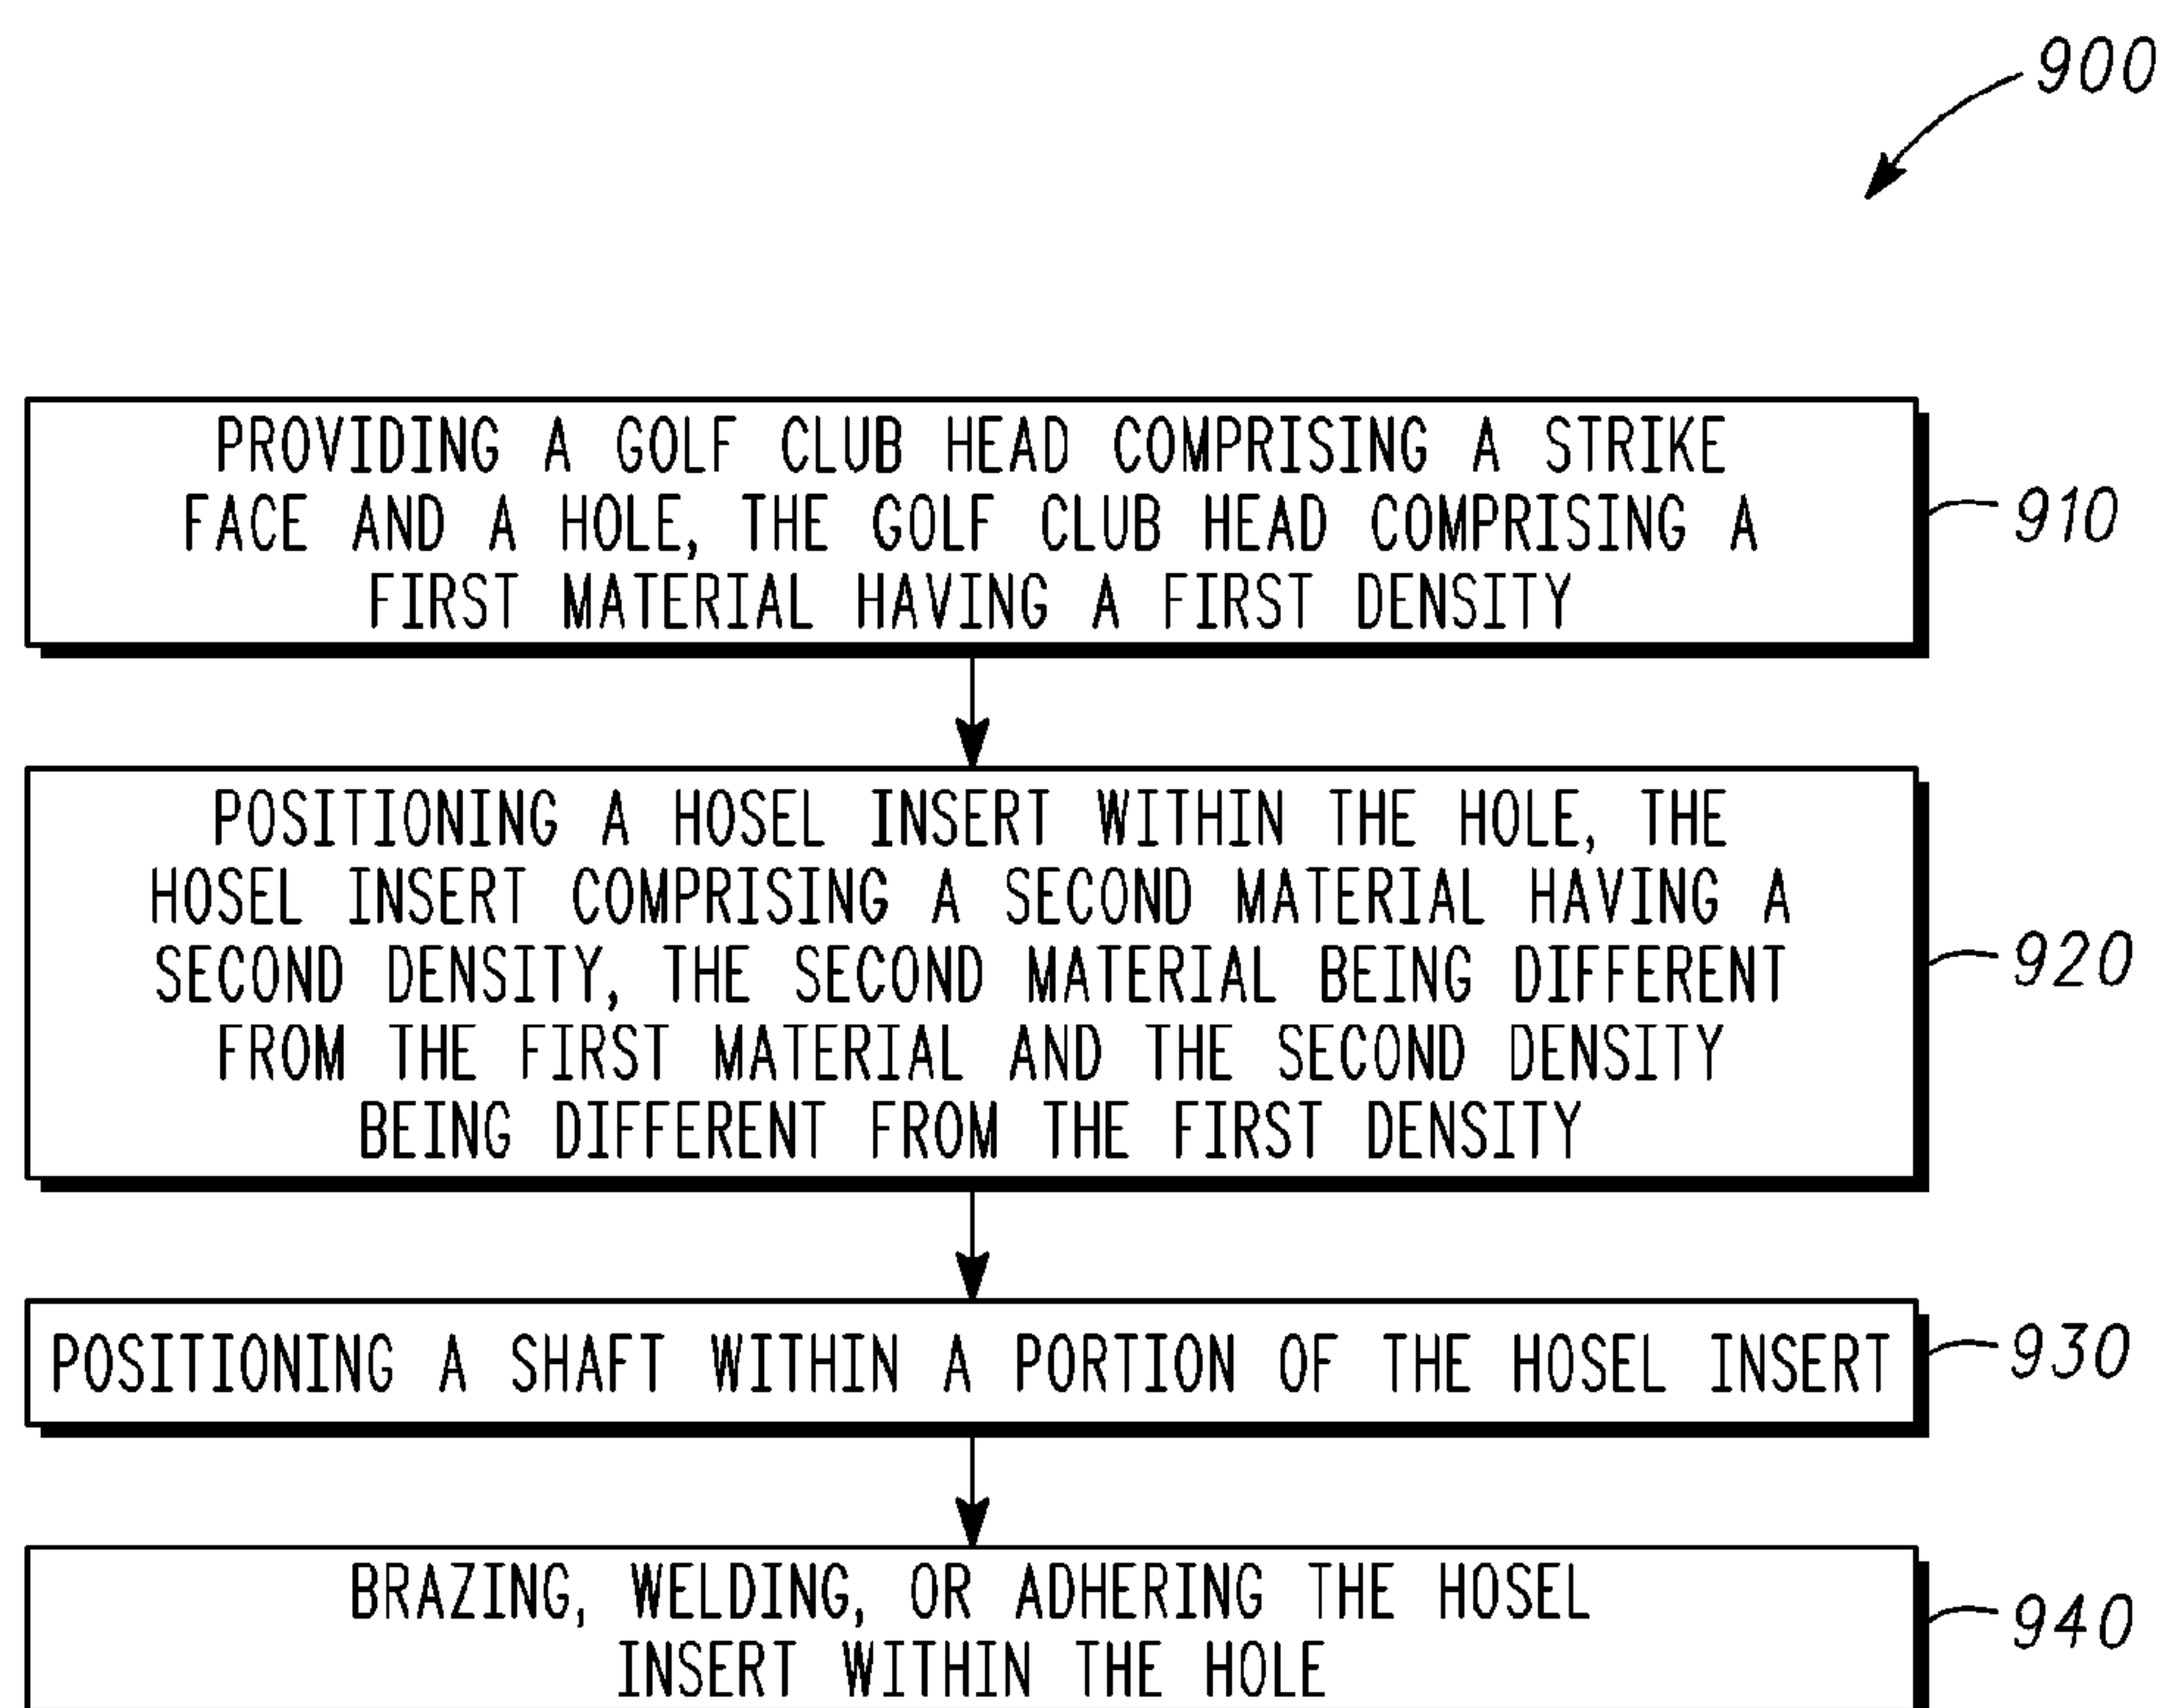 900
PROVIDING A GOLF CLUB HEAD COMPRISING A STRIKE
FACE AND A HOLE, THE GOLF CLUB HEAD COMPRISING A
FIRST MATERIAL HAVING A FIRST DENSITY
910
POSITIONING A HOSEL INSERT WITHIN THE HOLE, THE
HOSEL INSERT COMPRISING A SECOND MATERIAL HAVING A
SECOND DENSITY, THE SECOND MATERIAL BEING DIFFERENT
FROM THE FIRST MATERIAL AND THE SECOND DENSITY
BEING DIFFERENT FROM THE FIRST DENSITY
920
POSITIONING A SHAFT WITHIN A PORTION OF THE HOSEL INSERT
930
BRAZING, WELDING, OR ADHERING THE HOSEL
INSERT WITHIN THE HOLE
940